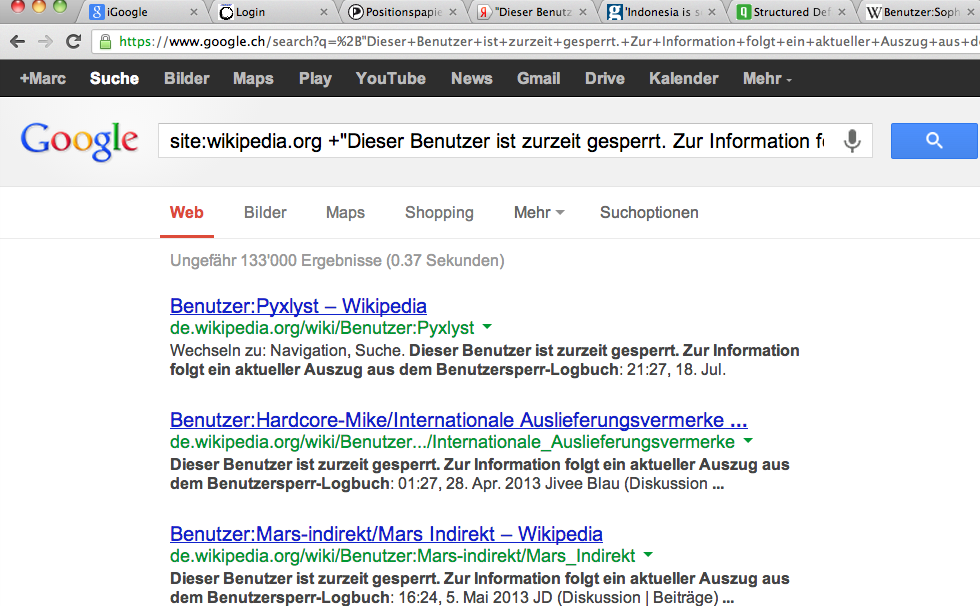 iGoogle Login Positionspapie "Dieser Benutz "Indonesia is s Structured Def Benutzer:Soph
https://www.google.ch/search?q=%2B"Dieser+Benutzer+ist+zurzeit+gesperrt.+Zur+Information+folgt+ein+aktueller+Auszug+aus+de
+Marc Suche Bilder Maps Play YouTube News Gmail Drive Kalender Mehr
Google site:wikipedia.org +"Dieser Benutzer ist zurzeit gesperrt. Zur Information f
Web Bilder Maps Shopping Mehr Suchoptionen
Ungefähr 133'000 Ergebnisse (0.37 Sekunden)
Benutzer:Pyxlyst – Wikipedia
de.wikipedia.org/wiki/Benutzer:Pyxlyst
Wechseln zu: Navigation, Suche. Dieser Benutzer ist zurzeit gesperrt. Zur Information
folgt ein aktueller Auszug aus dem Benutzersperr-Logbuch: 21:27, 18. Jul.
Benutzer:Hardcore-Mike/Internationale Auslieferungsvermerke ...
de.wikipedia.org/wiki/Benutzer.../Internationale_Auslieferungsvermerke
Dieser Benutzer ist zurzeit gesperrt. Zur Information folgt ein aktueller Auszug aus
dem Benutzersperr-Logbuch: 01:27, 28. Apr. 2013 Jivee Blau (Diskussion ...
Benutzer:Mars-indirekt/Mars Indirekt – Wikipedia
de.wikipedia.org/wiki/Benutzer:Mars-indirekt/Mars_Indirekt
Dieser Benutzer ist zurzeit gesperrt. Zur Information folgt ein aktueller Auszug aus
dem Benutzersperr-Logbuch: 16:24, 5. Mai 2013 JD (Diskussion | Beiträge) ...